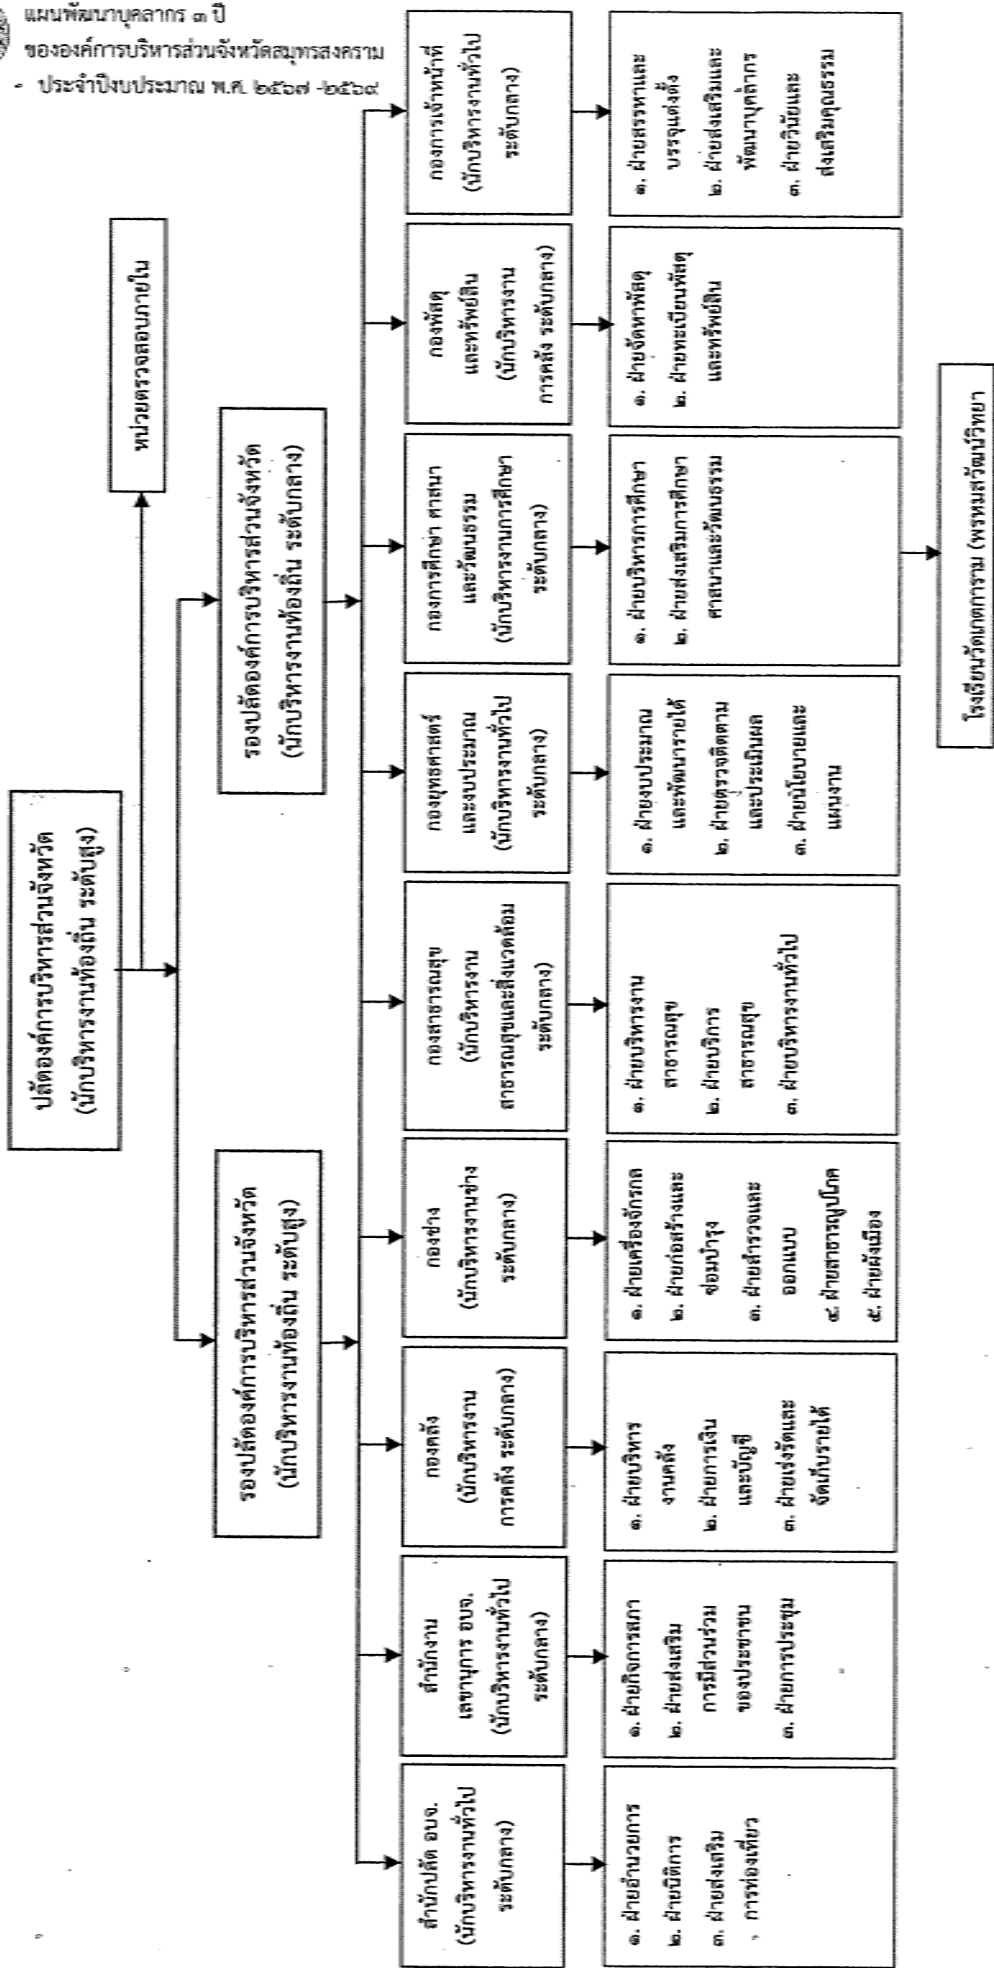 แผนพัฒนาบุคลากร ๓ ปี
ขององค์การบริหารส่วนจังหวัดสมุทรสงคราม
- ประจำปีงบประมาณ พ.ศ. ๒๕๖๗ -๒๕๖๙
ปลัดองค์การบริหารส่วนจังหวัด
(นักบริหารงานท้องถิ่น ระดับสูง)
หน่วยตรวจสอบภายใน
รองปลัดองค์การบริหารส่วนจังหวัด
(นักบริหารงานท้องถิ่น ระดับสูง)
รองปลัดองค์การบริหารส่วนจังหวัด
(นักบริหารงานท้องถิ่น ระดับกลาง)
สำนักปลัด อบจ.
(นักบริหารงานทั่วไป
ระดับกลาง)
สำนักงาน
เลขานุการ อบจ.
(นักบริหารงานทั่วไป
ระดับกลาง)
กองคลัง
(นักบริหารงาน
การคลัง ระดับกลาง)
กองช่าง
(นักบริหารงานช่าง
ระดับกลาง)
กองสาธารณสุข
(นักบริหารงาน
สาธารณสุขและสิ่งแวดล้อม
ระดับกลาง)
กองยุทธศาสตร์
และงบประมาณ
(นักบริหารงานทั่วไป
ระดับกลาง)
กองการศึกษา ศาสนา
และวัฒนธรรม
(นักบริหารงานการศึกษา
ระดับกลาง)
กองพัสดุ
และทรัพย์สิน
(นักบริหารงาน
การคลัง ระดับกลาง)
กองการเจ้าหน้าที่
(นักบริหารงานทั่วไป
ระดับกลาง)
๑. ฝ่ายอำนวยการ
๒. ฝ่ายนิติการ
๓. ฝ่ายส่งเสริม
การท่องเที่ยว
๑. ฝ่ายกิจการสภา
๒. ฝ่ายส่งเสริม
การมีส่วนร่วม
ของประชาชน
๓. ฝ่ายการประชุม
๑. ฝ่ายบริหาร
งานคลัง
๒. ฝ่ายการเงิน
และบัญชี
๓. ฝ่ายเร่งรัดและ
จัดเก็บรายได้
๑. ฝ่ายเครื่องจักรกล
๒. ฝ่ายก่อสร้างและ
ซ่อมบำรุง
๓. ฝ่ายสำรวจและ
ออกแบบ
๔. ฝ่ายสาธารณูปโภค
๕. ฝ่ายผังเมือง
๑. ฝ่ายบริหารงาน
สาธารณสุข
๒. ฝ่ายบริการ
สาธารณสุข
๓. ฝ่ายบริหารงานทั่วไป
๑. ฝ่ายงบประมาณ
และพัฒนารายได้
๒. ฝ่ายตรวจติดตาม
และประเมินผล
๓. ฝ่ายนโยบายและ
แผนงาน
๑. ฝ่ายบริหารการศึกษา
๒. ฝ่ายส่งเสริมการศึกษา
ศาสนาและวัฒนธรรม
๑. ฝ่ายจัดหาพัสดุ
๒. ฝ่ายทะเบียนพัสดุ
และทรัพย์สิน
๑. ฝ่ายสรรหาและ
บรรจุแต่งตั้ง
๒. ฝ่ายส่งเสริมและ
พัฒนาบุคลากร
๓. ฝ่ายวินัยและ
ส่งเสริมคุณธรรม
โรงเรียนวัดเกตการาม (พรหมสวัฒน์วิทยา